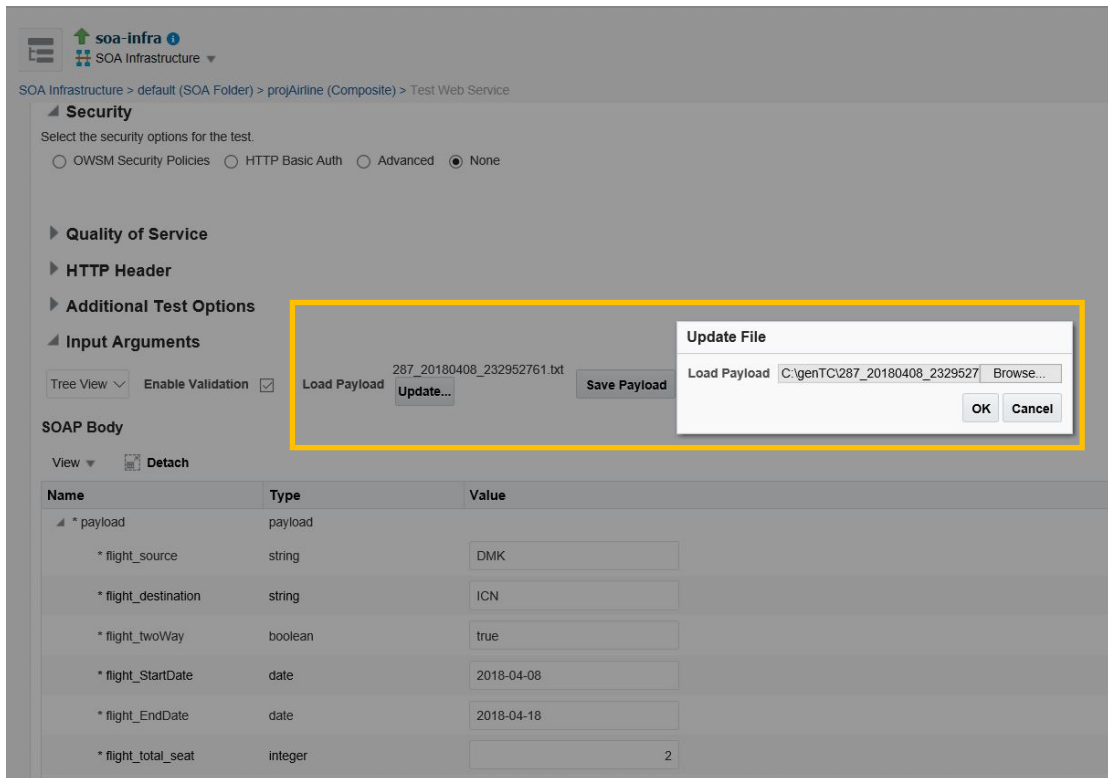 soa-infra
SOA Infrastructure
SOA Infrastructure > default (SOA Folder) > projAirline (Composite) > Test Web Service
Security
Select the security options for the test.
OWSM Security Policies HTTP Basic Auth Advanced None
Quality of Service
HTTP Header
Additional Test Options
Input Arguments
Tree View Enable Validation Load Payload 287_20180408_232952761.txt Update... Save Payload
Update File
Load Payload C:\genTC\287_20180408_2329527 Browse...
OK Cancel
SOAP Body
View Detach
Name Type Value
* payload payload
* flight_source string DMK
* flight_destination string ICN
* flight_twoWay boolean true
* flight_StartDate date 2018-04-08
* flight_EndDate date 2018-04-18
* flight_total_seat integer 2